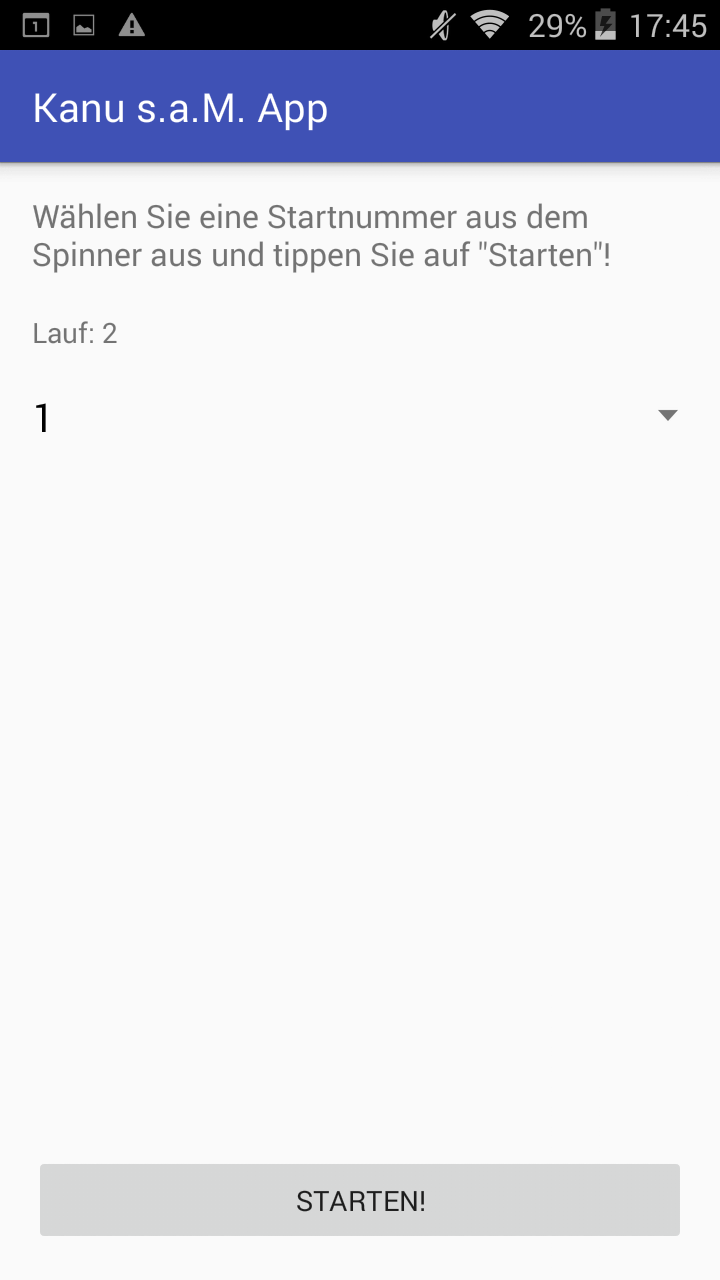 29% 17:45
Kanu s.a.M. App
Wählen Sie eine Startnummer aus dem
Spinner aus und tippen Sie auf "Starten"!
Lauf: 2
1
STARTEN!